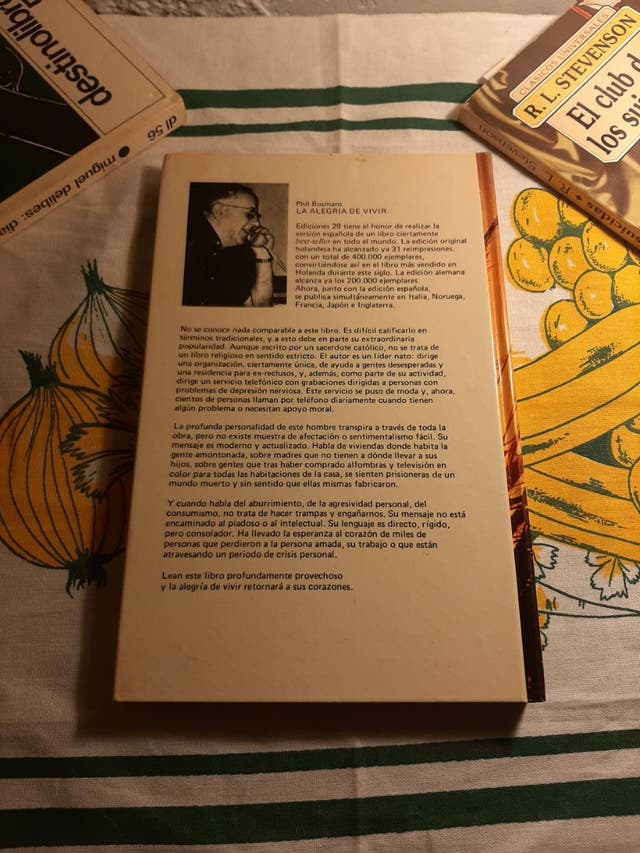 destinolibro
dl 56
miguel delibes: dia
CLASICOS UNIVERSALES
R. L. STEVENSON
El club d
los sui
suicidas • R. L. Stevenson
Phil Bosmans
LA ALEGRIA DE VIVIR
Ediciones 29 tiene el honor de realizar la
versión española de un libro ciertamente
best-seller en todo el mundo. La edición original
holandesa ha alcanzado ya 31 reimpresiones,
con un total de 400.000 ejemplares,
convirtiéndose así en el libro más vendido en
Holanda durante este siglo. La edición alemana
alcanza ya los 200.000 ejemplares.
Ahora, junto con la edición española,
se publica simultáneamente en Italia, Noruega,
Francia, Japón e Inglaterra.
No se conoce nada comparable a este libro. Es difícil calificarlo en
términos tradicionales, y a esto debe en parte su extraordinaria
popularidad. Aunque escrito por un sacerdote católico, no se trata de
un libro religioso en sentido estricto. El autor es un líder nato: dirige
una organización, ciertamente única, de ayuda a gentes desesperadas y
una residencia para ex-reclusos, y, además, como parte de su actividad,
dirige un servicio telefónico con grabaciones dirigidas a personas con
problemas de depresión nerviosa. Este servicio se puso de moda y, ahora,
cientos de personas llaman por teléfono diariamente cuando tienen
algún problema o necesitan apoyo moral.
La profunda personalidad de este hombre transpira a través de toda la
obra, pero no existe muestra de afectación o sentimentalismo fácil. Su
mensaje es moderno y actualizado. Habla de viviendas donde habita la
gente amontonada, sobre madres que no tienen a dónde llevar a sus
hijos, sobre gentes que tras haber comprado alfombras y televisión en
color para todas las habitaciones de la casa, se sienten prisioneras de un
mundo muerto y sin sentido que ellas mismas fabricaron.
Y cuando habla del aburrimiento, de la agresividad personal, del
consumismo, no trata de hacer trampas y engañarnos. Su mensaje no está
encaminado al piadoso o al intelectual. Su lenguaje es directo, rígido,
pero consolador. Ha llevado la esperanza al corazón de miles de
personas que perdieron a la persona amada, su trabajo o que están
atravesando un periodo de crisis personal.
Lean este libro profundamente provechoso
y la alegría de vivir retornará a sus corazones.